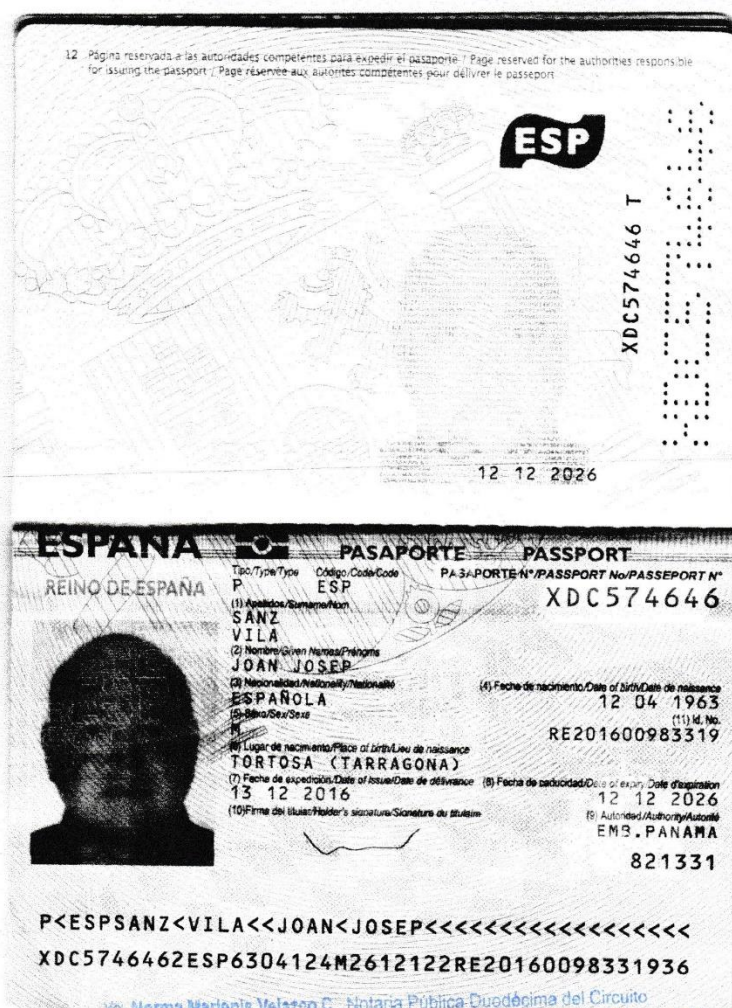 12 Página reservada a las autoridades competentes para expedir el pasaporte / Page reserved for the authorities responsible
for issuing the passport / Page réservée aux autorités compétentes pour délivrer le passeport
ESP
XDC574646 T
XDC574646
12 12 2026
ESPAÑA PASAPORTE PASSPORT
REINO DE ESPAÑA
Tipo/Type/Type Código/Code/Code PASAPORTE Nº/PASSPORT No/PASSEPORT Nº
P ESP XDC574646
(1) Apellidos/Surname/Nom
SANZ
VILA
(2) Nombre/Given Names/Prénoms
JOAN JOSEP
(3) Nacionalidad/Nationality/Nationalité (4) Fecha de nacimiento/Date of birth/Date de naissance
ESPAÑOLA 12 04 1963
(5) Sexo/Sex/Sexe (11) Id. No.
M RE201600983319
(6) Lugar de nacimiento/Place of birth/Lieu de naissance
TORTOSA (TARRAGONA)
(7) Fecha de expedición/Date of issue/Date de délivrance (8) Fecha de caducidad/Date of expiry/Date d'expiration
13 12 2016 12 12 2026
(10) Firma del titular/Holder's signature/Signature du titulaire (9) Autoridad/Authority/Autorité
EMB.PANAMA
821331
P<ESPSANZ<VILA<<JOAN<JOSEP<<<<<<<<<<<<<<<<<<
XDC5746462ESP6304124M2612122RE20160098331936
Norma Marlenis Velasco C., Notaria Pública Duodécima del Circuito